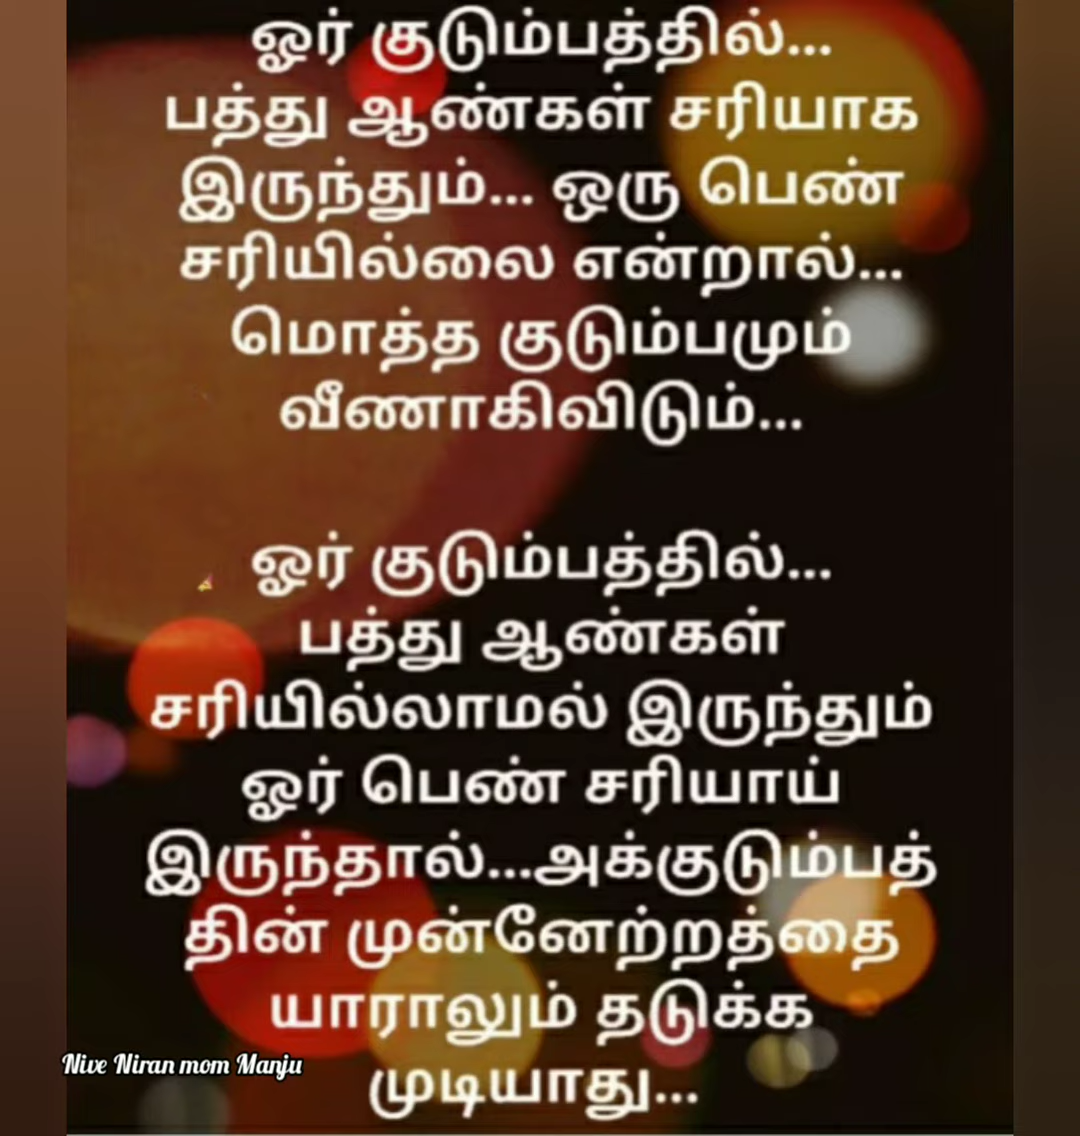 ஓர் குடும்பத்தில்...
பத்து ஆண்கள் சரியாக
இருந்தும்... ஒரு பெண்
சரியில்லை என்றால்...
மொத்த குடும்பமும்
வீணாகிவிடும்...
ஓர் குடும்பத்தில்...
பத்து ஆண்கள்
சரியில்லாமல் இருந்தும்
ஓர் பெண் சரியாய்
இருந்தால்...அக்குடும்பத்
தின் முன்னேற்றத்தை
யாராலும் தடுக்க
முடியாது...
Nive Niran mom Manju